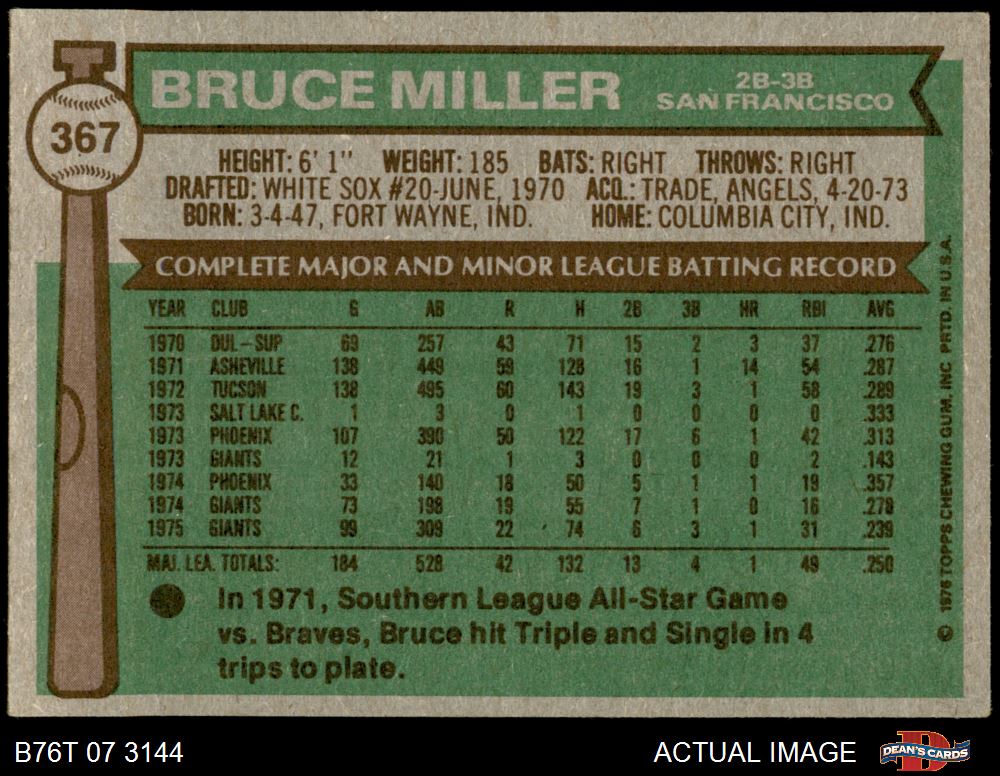 367
BRUCE MILLER
2B-3B
SAN FRANCISCO
HEIGHT: 6' 1" WEIGHT: 185 BATS: RIGHT THROWS: RIGHT
DRAFTED: WHITE SOX #20-JUNE, 1970 ACQ.: TRADE, ANGELS, 4-20-73
BORN: 3-4-47, FORT WAYNE, IND. HOME: COLUMBIA CITY, IND.
COMPLETE MAJOR AND MINOR LEAGUE BATTING RECORD
YEAR CLUB G AB R H 2B 3B HR RBI AVG
1970 DUL-SUP 69 257 43 71 15 2 3 37 .276
1971 ASHEVILLE 138 449 59 128 16 1 14 54 .287
1972 TUCSON 138 495 60 143 19 3 1 58 .289
1973 SALT LAKE C. 1 3 0 1 0 0 0 0 .333
1973 PHOENIX 107 390 50 122 17 6 1 42 .313
1973 GIANTS 12 21 1 3 0 0 0 2 .143
1974 PHOENIX 33 140 18 50 5 1 1 19 .357
1974 GIANTS 73 198 19 55 7 1 0 16 .278
1975 GIANTS 99 309 22 74 6 3 1 31 .239
MAJ. LEA. TOTALS: 184 528 42 132 13 4 1 49 .250
In 1971, Southern League All-Star Game
vs. Braves, Bruce hit Triple and Single in 4
trips to plate.
© 1976 TOPPS CHEWING GUM, INC. PRTD. IN U.S.A.
B76T 07 3144
ACTUAL IMAGE
D
DEAN'S CARDS